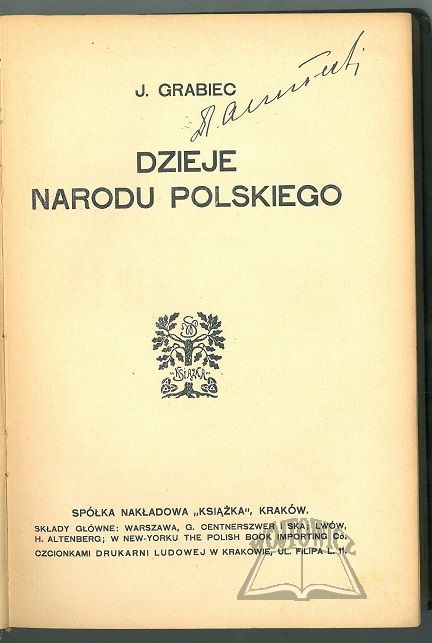 J. GRABIEC
DZIEJE
NARODU POLSKIEGO
„KSIĄŻKA"
SPÓŁKA NAKŁADOWA „KSIĄŻKA", KRAKÓW.
SKŁADY GŁÓWNE: WARSZAWA, G. CENTNERSZWER I SKA; LWÓW,
H. ALTENBERG; W NEW-YORKU THE POLISH BOOK IMPORTING Co.
CZCIONKAMI DRUKARNI LUDOWEJ W KRAKOWIE, UL. FILIPA L. 11.
WÓJTOWICZ